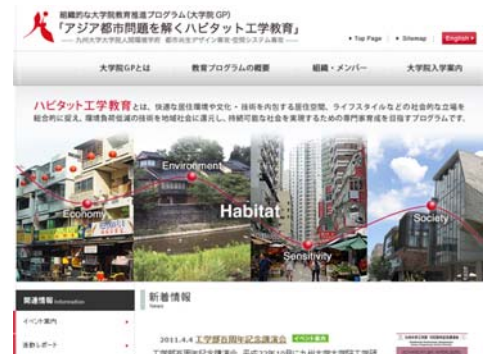 組織的な大学院教育推進プログラム(大学院 GP)
「アジア都市問題を解くハビタット工学教育」
九州大学大学院人間環境学府 都市共生デザイン専攻・空間システム専攻
Top Page
Sitemap
English
大学院GPとは
教育プログラムの概要
組織・メンバー
大学院入学案内
ハビタット工学教育とは、快適な居住環境や文化・技術を内包する居住空間、ライフスタイルなどの社会的な立場を
総合的に捉え、環境負荷低減の技術を地域社会に還元し、持続可能な社会を実現するための専門家育成を目指すプログラムです。
Environment
Economy
Habitat
Sensitivity
Society
関連情報 Information
新着情報
News
イベント案内
2011.4.4 工学部百周年記念講演会 イベント案内
活動レポート